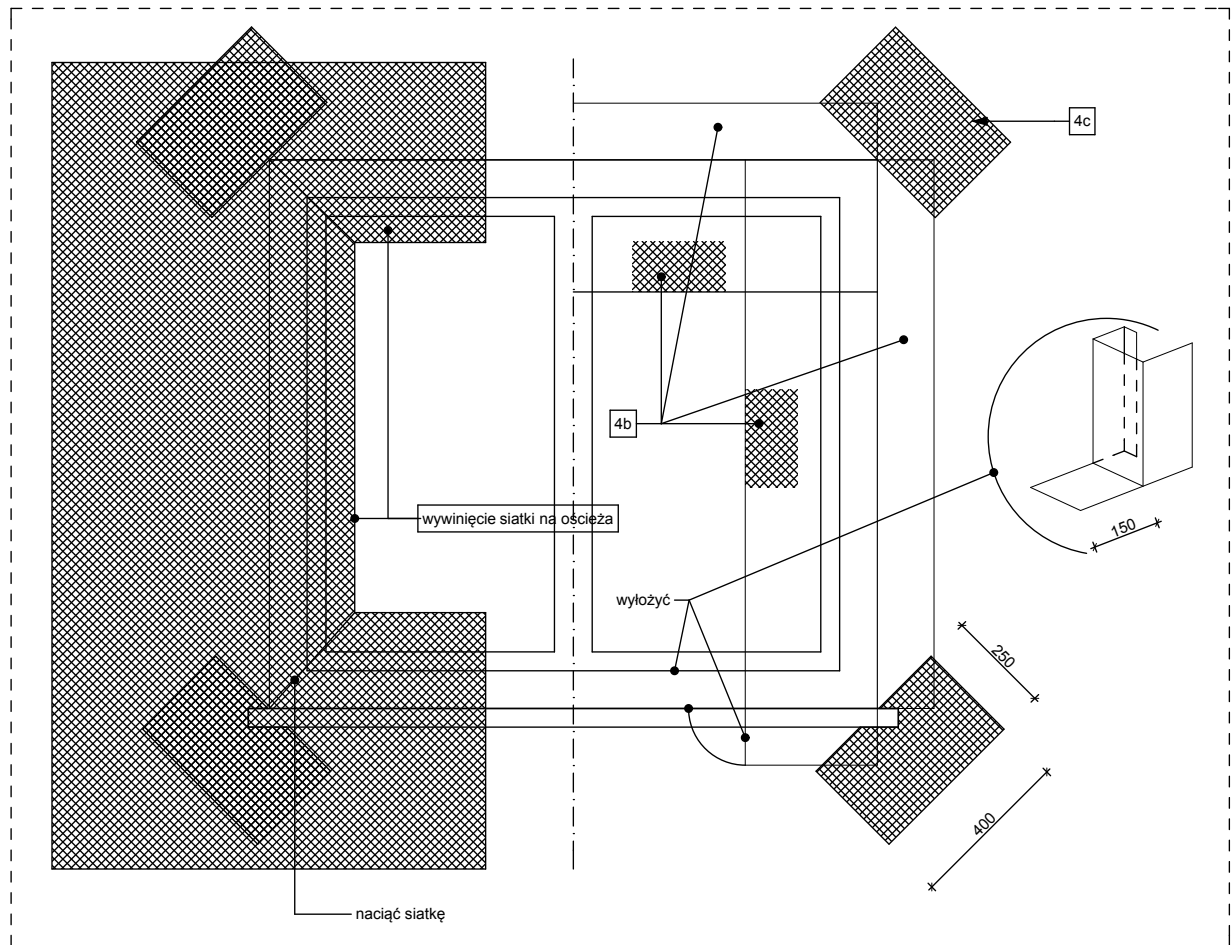 4c
4b
wywinięcie siatki na ościeża
150
wyłożyć
250
400
naciąć siatkę